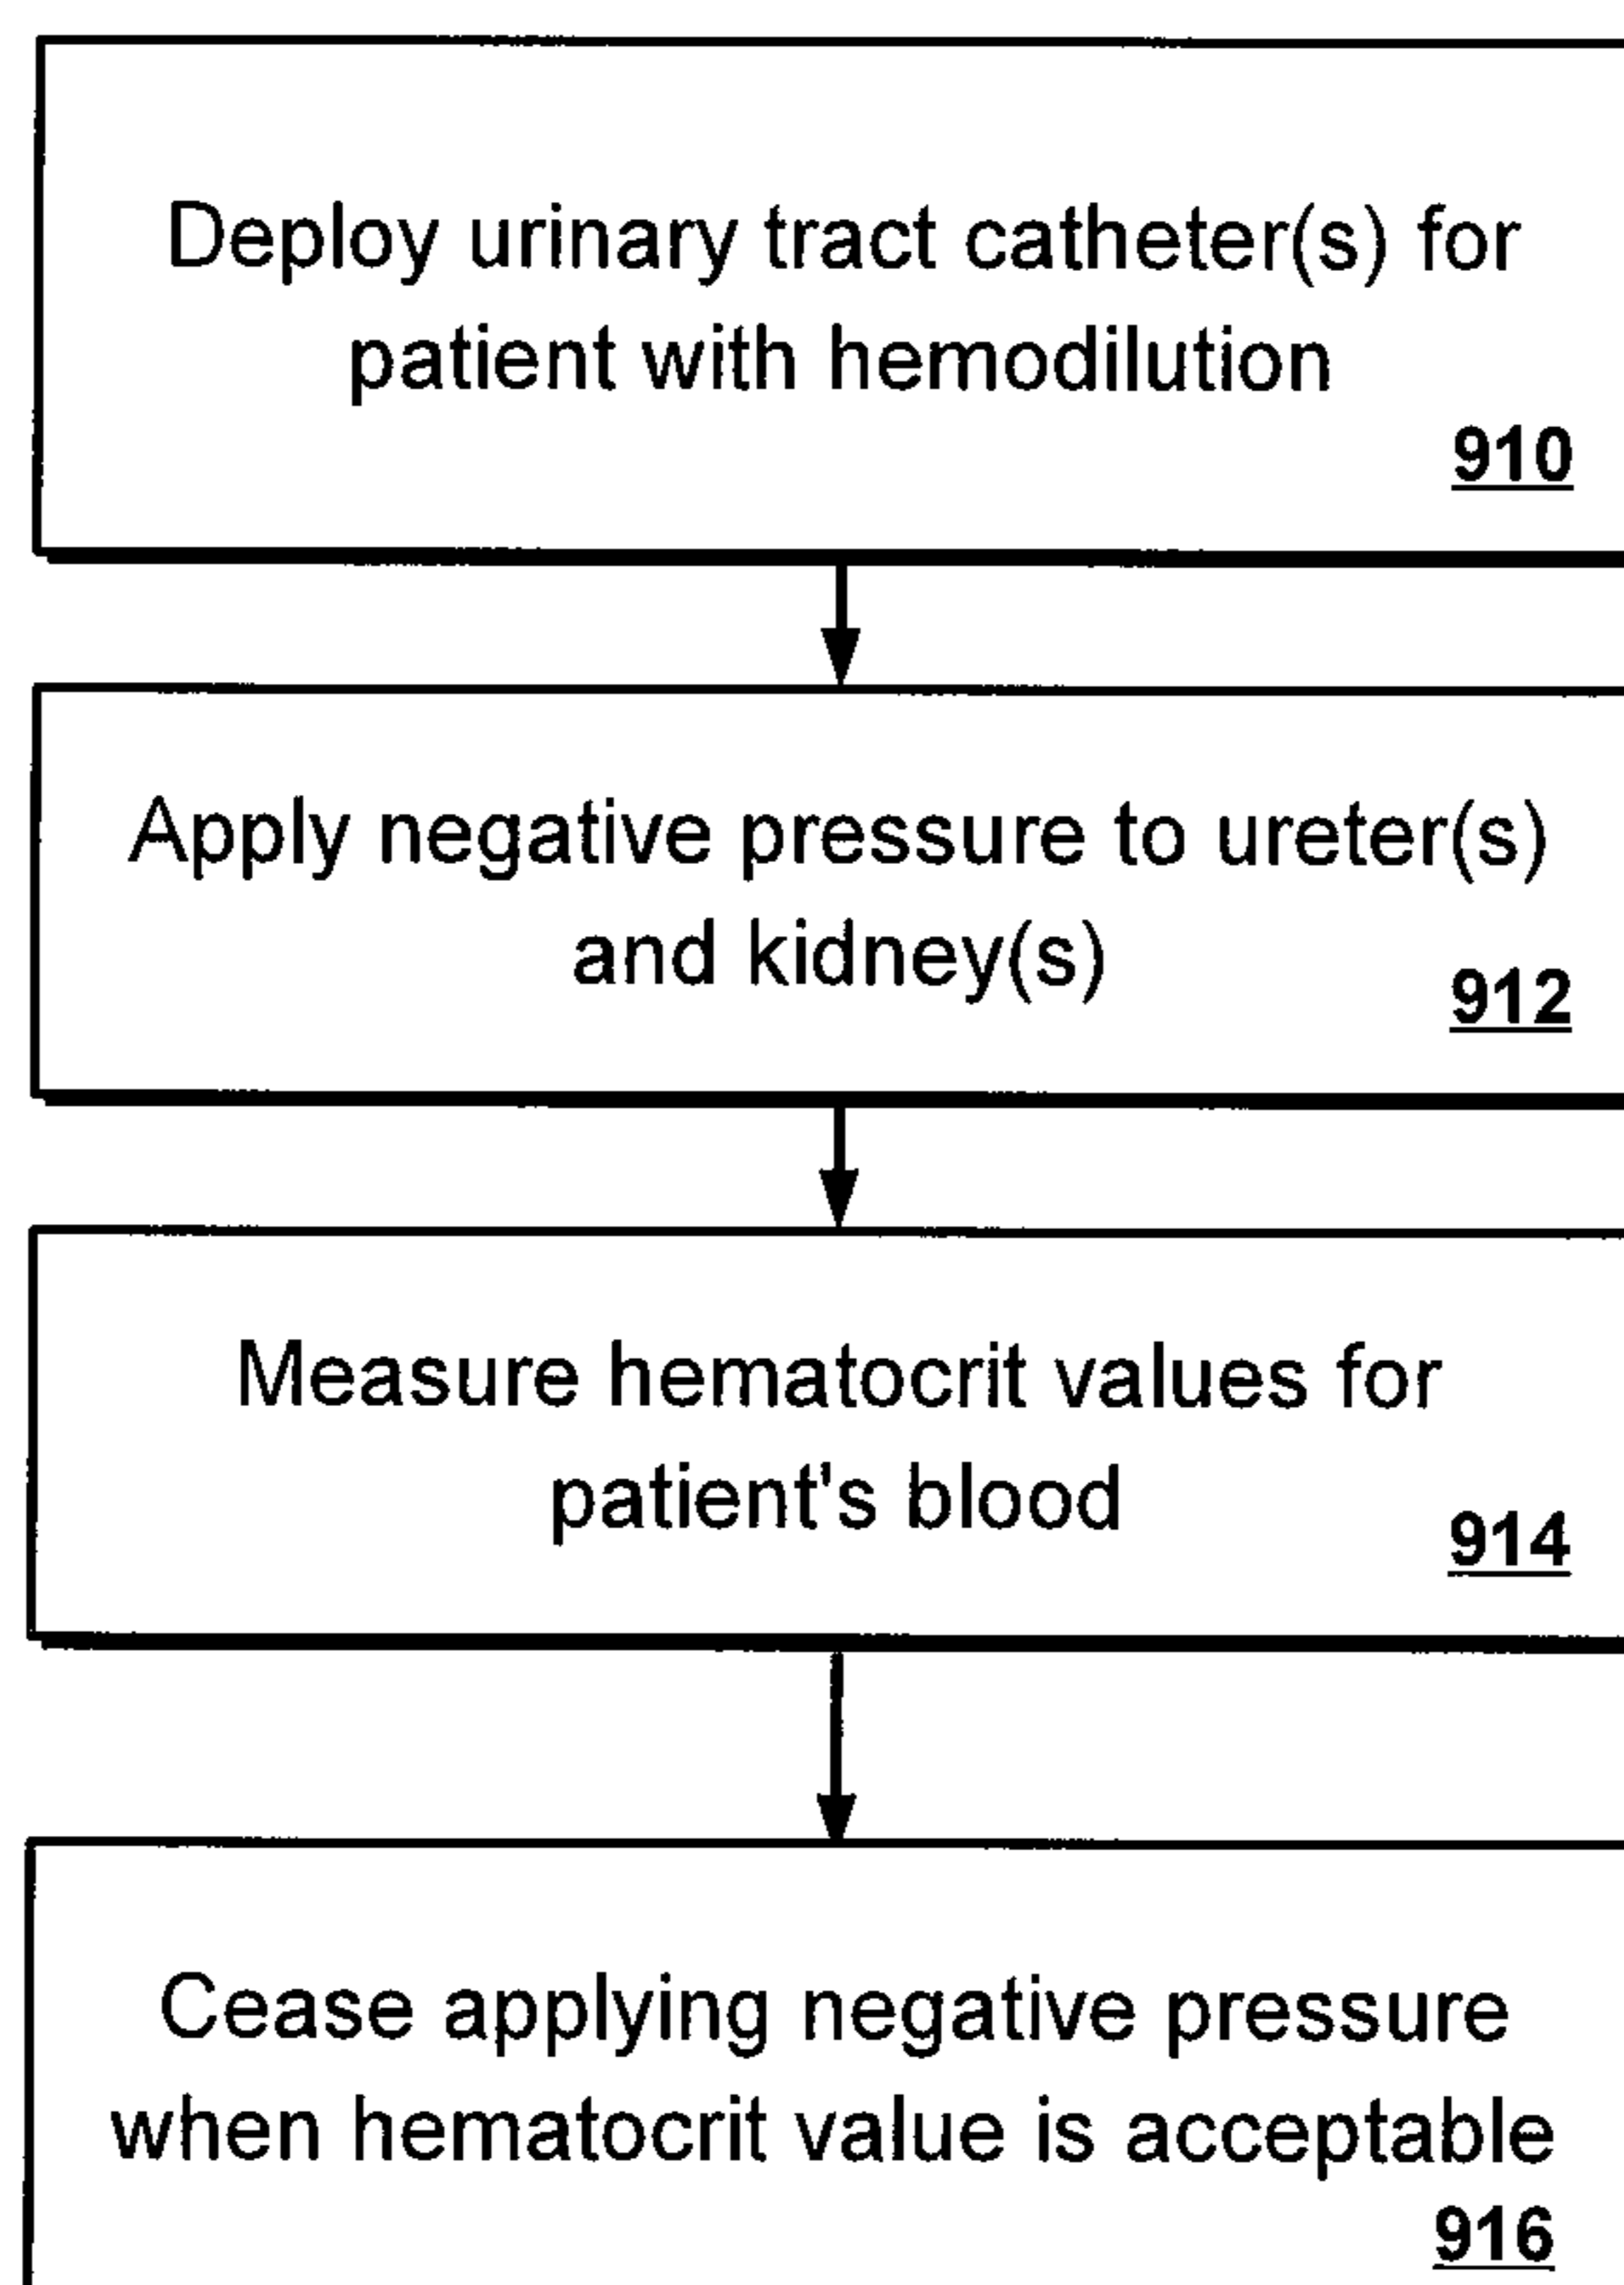 Deploy urinary tract catheter(s) for
patient with hemodilution
910
Apply negative pressure to ureter(s)
and kidney(s)
912
Measure hematocrit values for
patient's blood
914
Cease applying negative pressure
when hematocrit value is acceptable
916